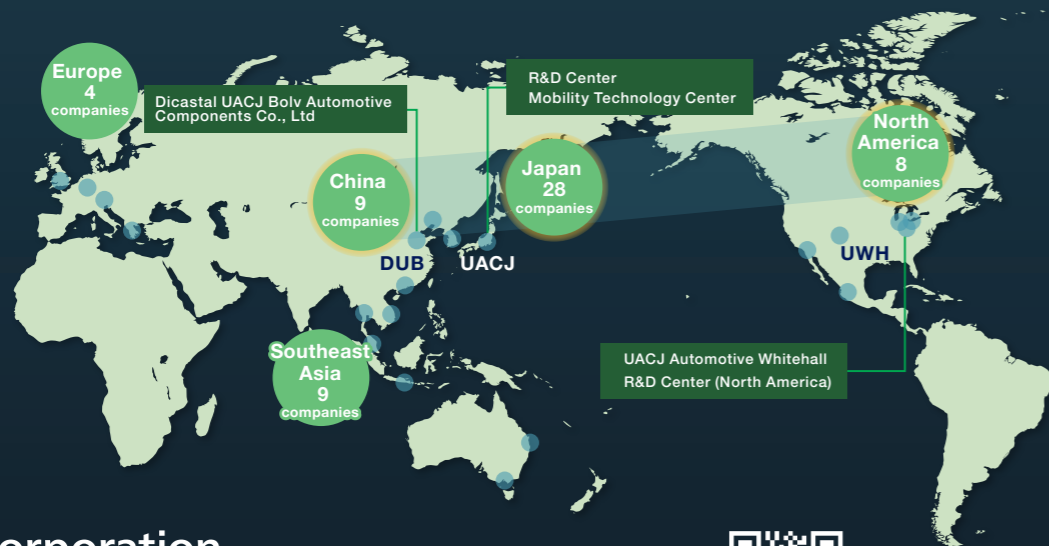 Europe
4
companies
Dicastal UACJ Bolv Automotive
Components Co., Ltd
R&D Center
Mobility Technology Center
North
America
8
companies
China
9
companies
Japan
28
companies
DUB
UACJ
UWH
Southeast
Asia
9
companies
UACJ Automotive Whitehall
R&D Center (North America)